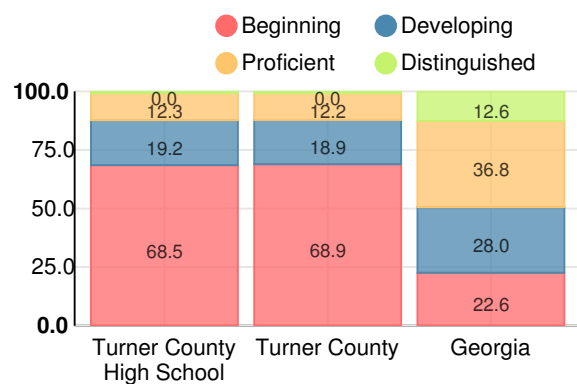 Beginning
Developing
Proficient
Distinguished
100.0
75.0
50.0
25.0
0.0
0.0
12.3
19.2
68.5
0.0
12.2
18.9
68.9
12.6
36.8
28.0
22.6
Turner County
High School
Turner County
Georgia